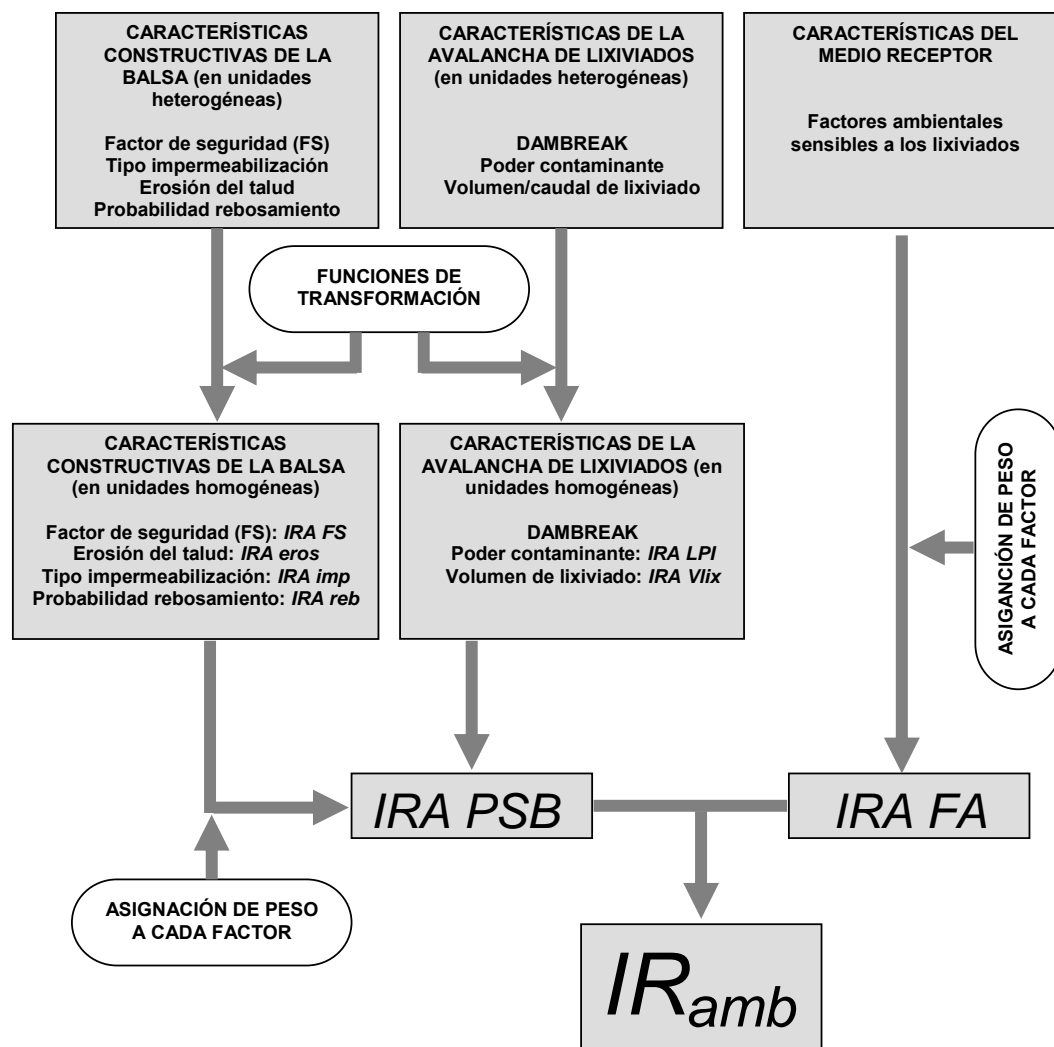 CARACTERÍSTICAS
CONSTRUCTIVAS DE LA
BALSA (en unidades
heterogéneas)
Factor de seguridad (FS)
Tipo impermeabilización
Erosión del talud
Probabilidad rebosamiento
CARACTERÍSTICAS DE LA
AVALANCHA DE LIXIVIADOS
(en unidades heterogéneas)
DAMBREAK
Poder contaminante
Volumen/caudal de lixiviado
CARACTERÍSTICAS DEL
MEDIO RECEPTOR
Factores ambientales
sensibles a los lixiviados
FUNCIONES DE
TRANSFORMACIÓN
CARACTERÍSTICAS
CONSTRUCTIVAS DE LA BALSA
(en unidades homogéneas)
Factor de seguridad (FS): IRA FS
Erosión del talud: IRA eros
Tipo impermeabilización: IRA imp
Probabilidad rebosamiento: IRA reb
CARACTERÍSTICAS DE LA
AVALANCHA DE LIXIVIADOS (en
unidades homogéneas)
DAMBREAK
Poder contaminante: IRA LPI
Volumen de lixiviado: IRA Vlix
ASIGANCIÓN DE PESO
A CADA FACTOR
IRA PSB
IRA FA
ASIGNACIÓN DE PESO
A CADA FACTOR
IRamb